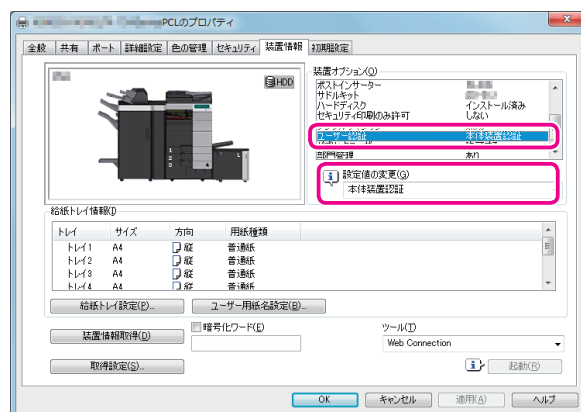 PCLのプロパティ
全般 共有 ポート 詳細設定 色の管理 セキュリティ 装置情報 初期設定
HDD
装置オプション(O)
ポストインサーター
サドルキット
ハードディスク インストール済み
セキュリティ印刷のみ許可 しない
ユーザー認証 本体装置認証
部門管理 あり
設定値の変更(G)
本体装置認証
給紙トレイ情報(I)
トレイ サイズ 方向 用紙種類
トレイ1 A4 縦 普通紙
トレイ2 A4 縦 普通紙
トレイ3 A4 縦 普通紙
トレイ4 A4 縦 普通紙
給紙トレイ設定(P)... ユーザー用紙名設定(B)...
装置情報取得(D)
暗号化ワード(E)
ツール(T)
Web Connection
取得設定(S)...
起動(R)
OK キャンセル 適用(A) ヘルプ